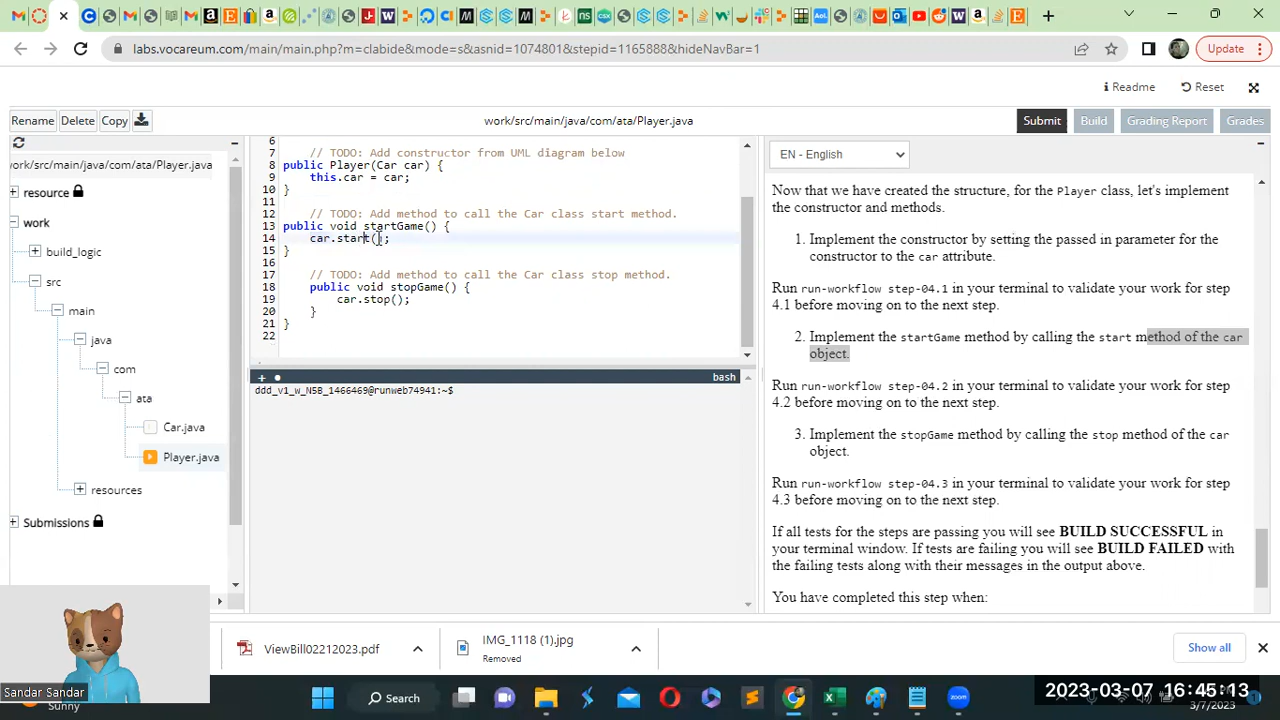 labs.vocareum.com/main/main.php?m=clabide&mode=s&asnid=1074801&stepid=1165888&hideNavBar=1
Update
Readme
Reset
Rename
Delete
Copy
work/src/main/java/com/ata/Player.java
Submit
Build
Grading Report
Grades
work/src/main/java/com/ata/Player.java
resource
work
build_logic
src
main
java
com
ata
Car.java
Player.java
resources
Submissions
6
7 // TODO: Add constructor from UML diagram below
8 public Player(Car car) {
9 this.car = car;
10 }
11
12 // TODO: Add method to call the Car class start method.
13 public void startGame() {
14 car.start();
15 }
16
17 // TODO: Add method to call the Car class stop method.
18 public void stopGame() {
19 car.stop();
20 }
21 }
22
bash
ddd_v1_w_N5B_1466469@runweb74941:~$
EN - English
Now that we have created the structure, for the Player class, let's implement
the constructor and methods.
1. Implement the constructor by setting the passed in parameter for the
constructor to the car attribute.
Run run-workflow step-04.1 in your terminal to validate your work for step
4.1 before moving on to the next step.
2. Implement the startGame method by calling the start method of the car
object.
Run run-workflow step-04.2 in your terminal to validate your work for step
4.2 before moving on to the next step.
3. Implement the stopGame method by calling the stop method of the car
object.
Run run-workflow step-04.3 in your terminal to validate your work for step
4.3 before moving on to the next step.
If all tests for the steps are passing you will see BUILD SUCCESSFUL in
your terminal window. If tests are failing you will see BUILD FAILED with
the failing tests along with their messages in the output above.
You have completed this step when:
ViewBill02212023.pdf
IMG_1118 (1).jpg
Removed
Show all
Sandar Sandar
Sunny
Search
2023-03-07 16:45:13
3/7/2023